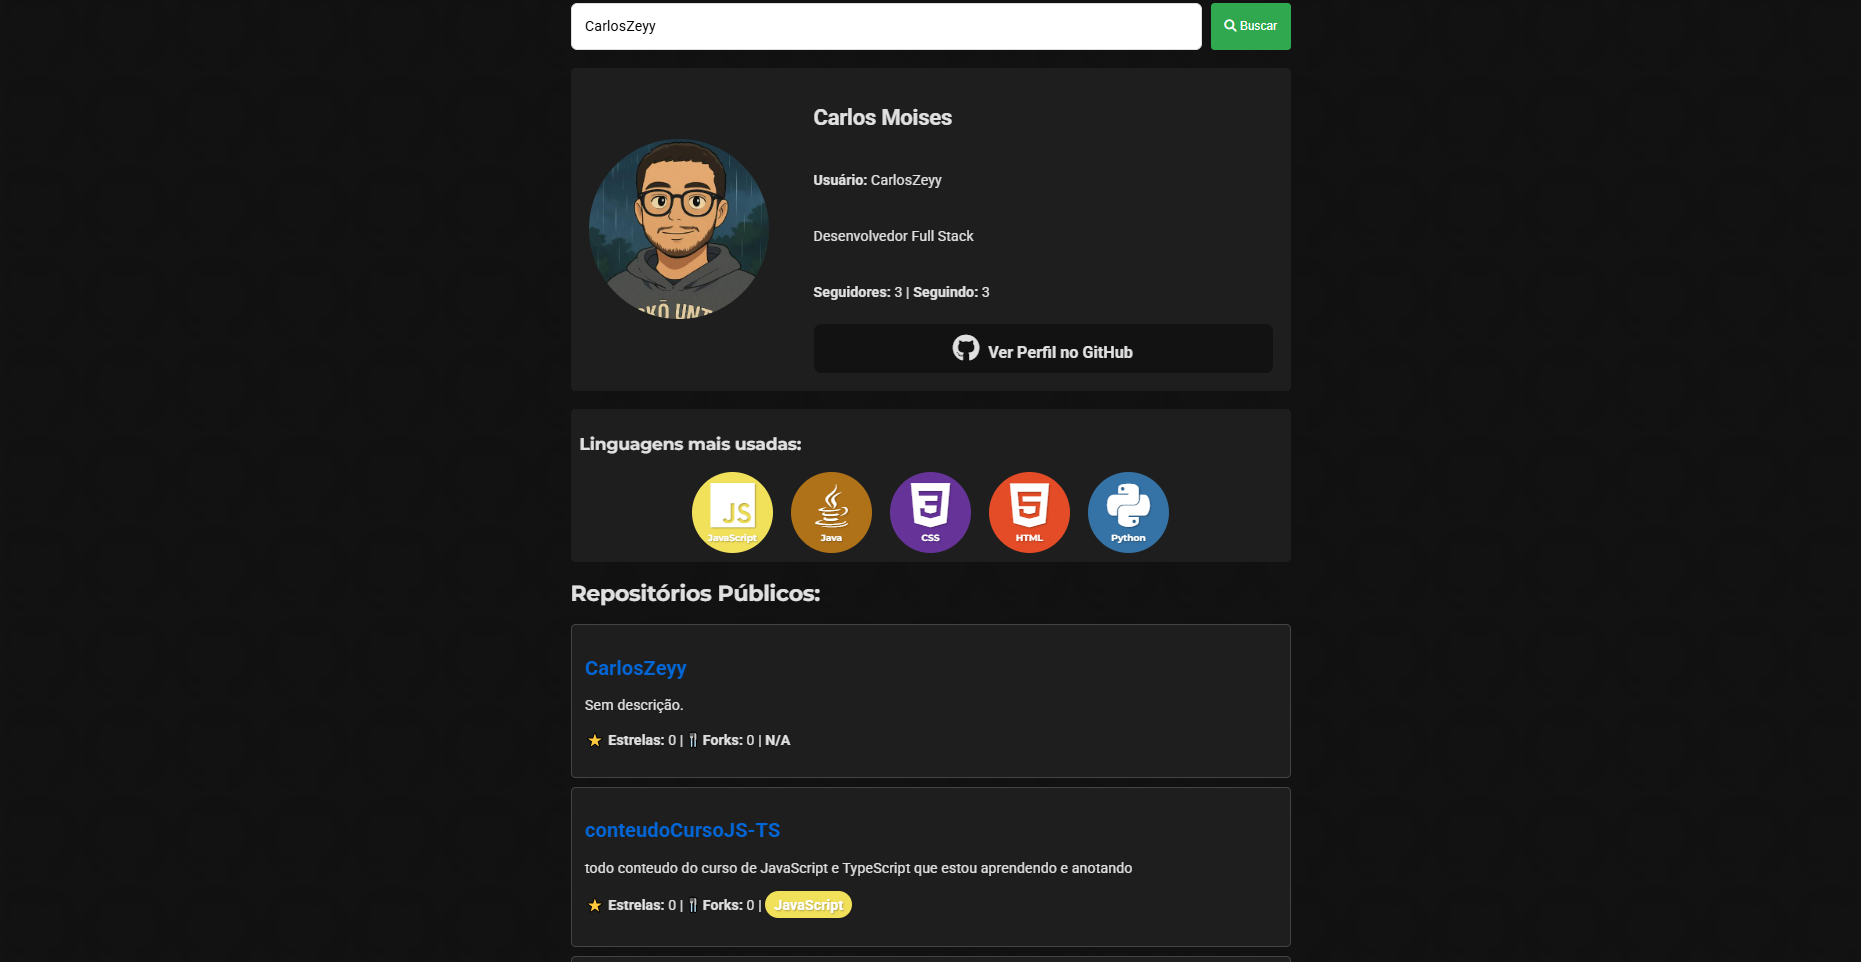 CarlosZeyy
Buscar
Carlos Moises
Usuário: CarlosZeyy
Desenvolvedor Full Stack
Seguidores: 3 | Seguindo: 3
Ver Perfil no GitHub
Linguagens mais usadas:
JS
JavaScript
Java
CSS
HTML
Python
Repositórios Públicos:
CarlosZeyy
Sem descrição.
⭐ Estrelas: 0 | 🍴 Forks: 0 | N/A
conteudoCursoJS-TS
todo conteudo do curso de JavaScript e TypeScript que estou aprendendo e anotando
⭐ Estrelas: 0 | 🍴 Forks: 0 | JavaScript